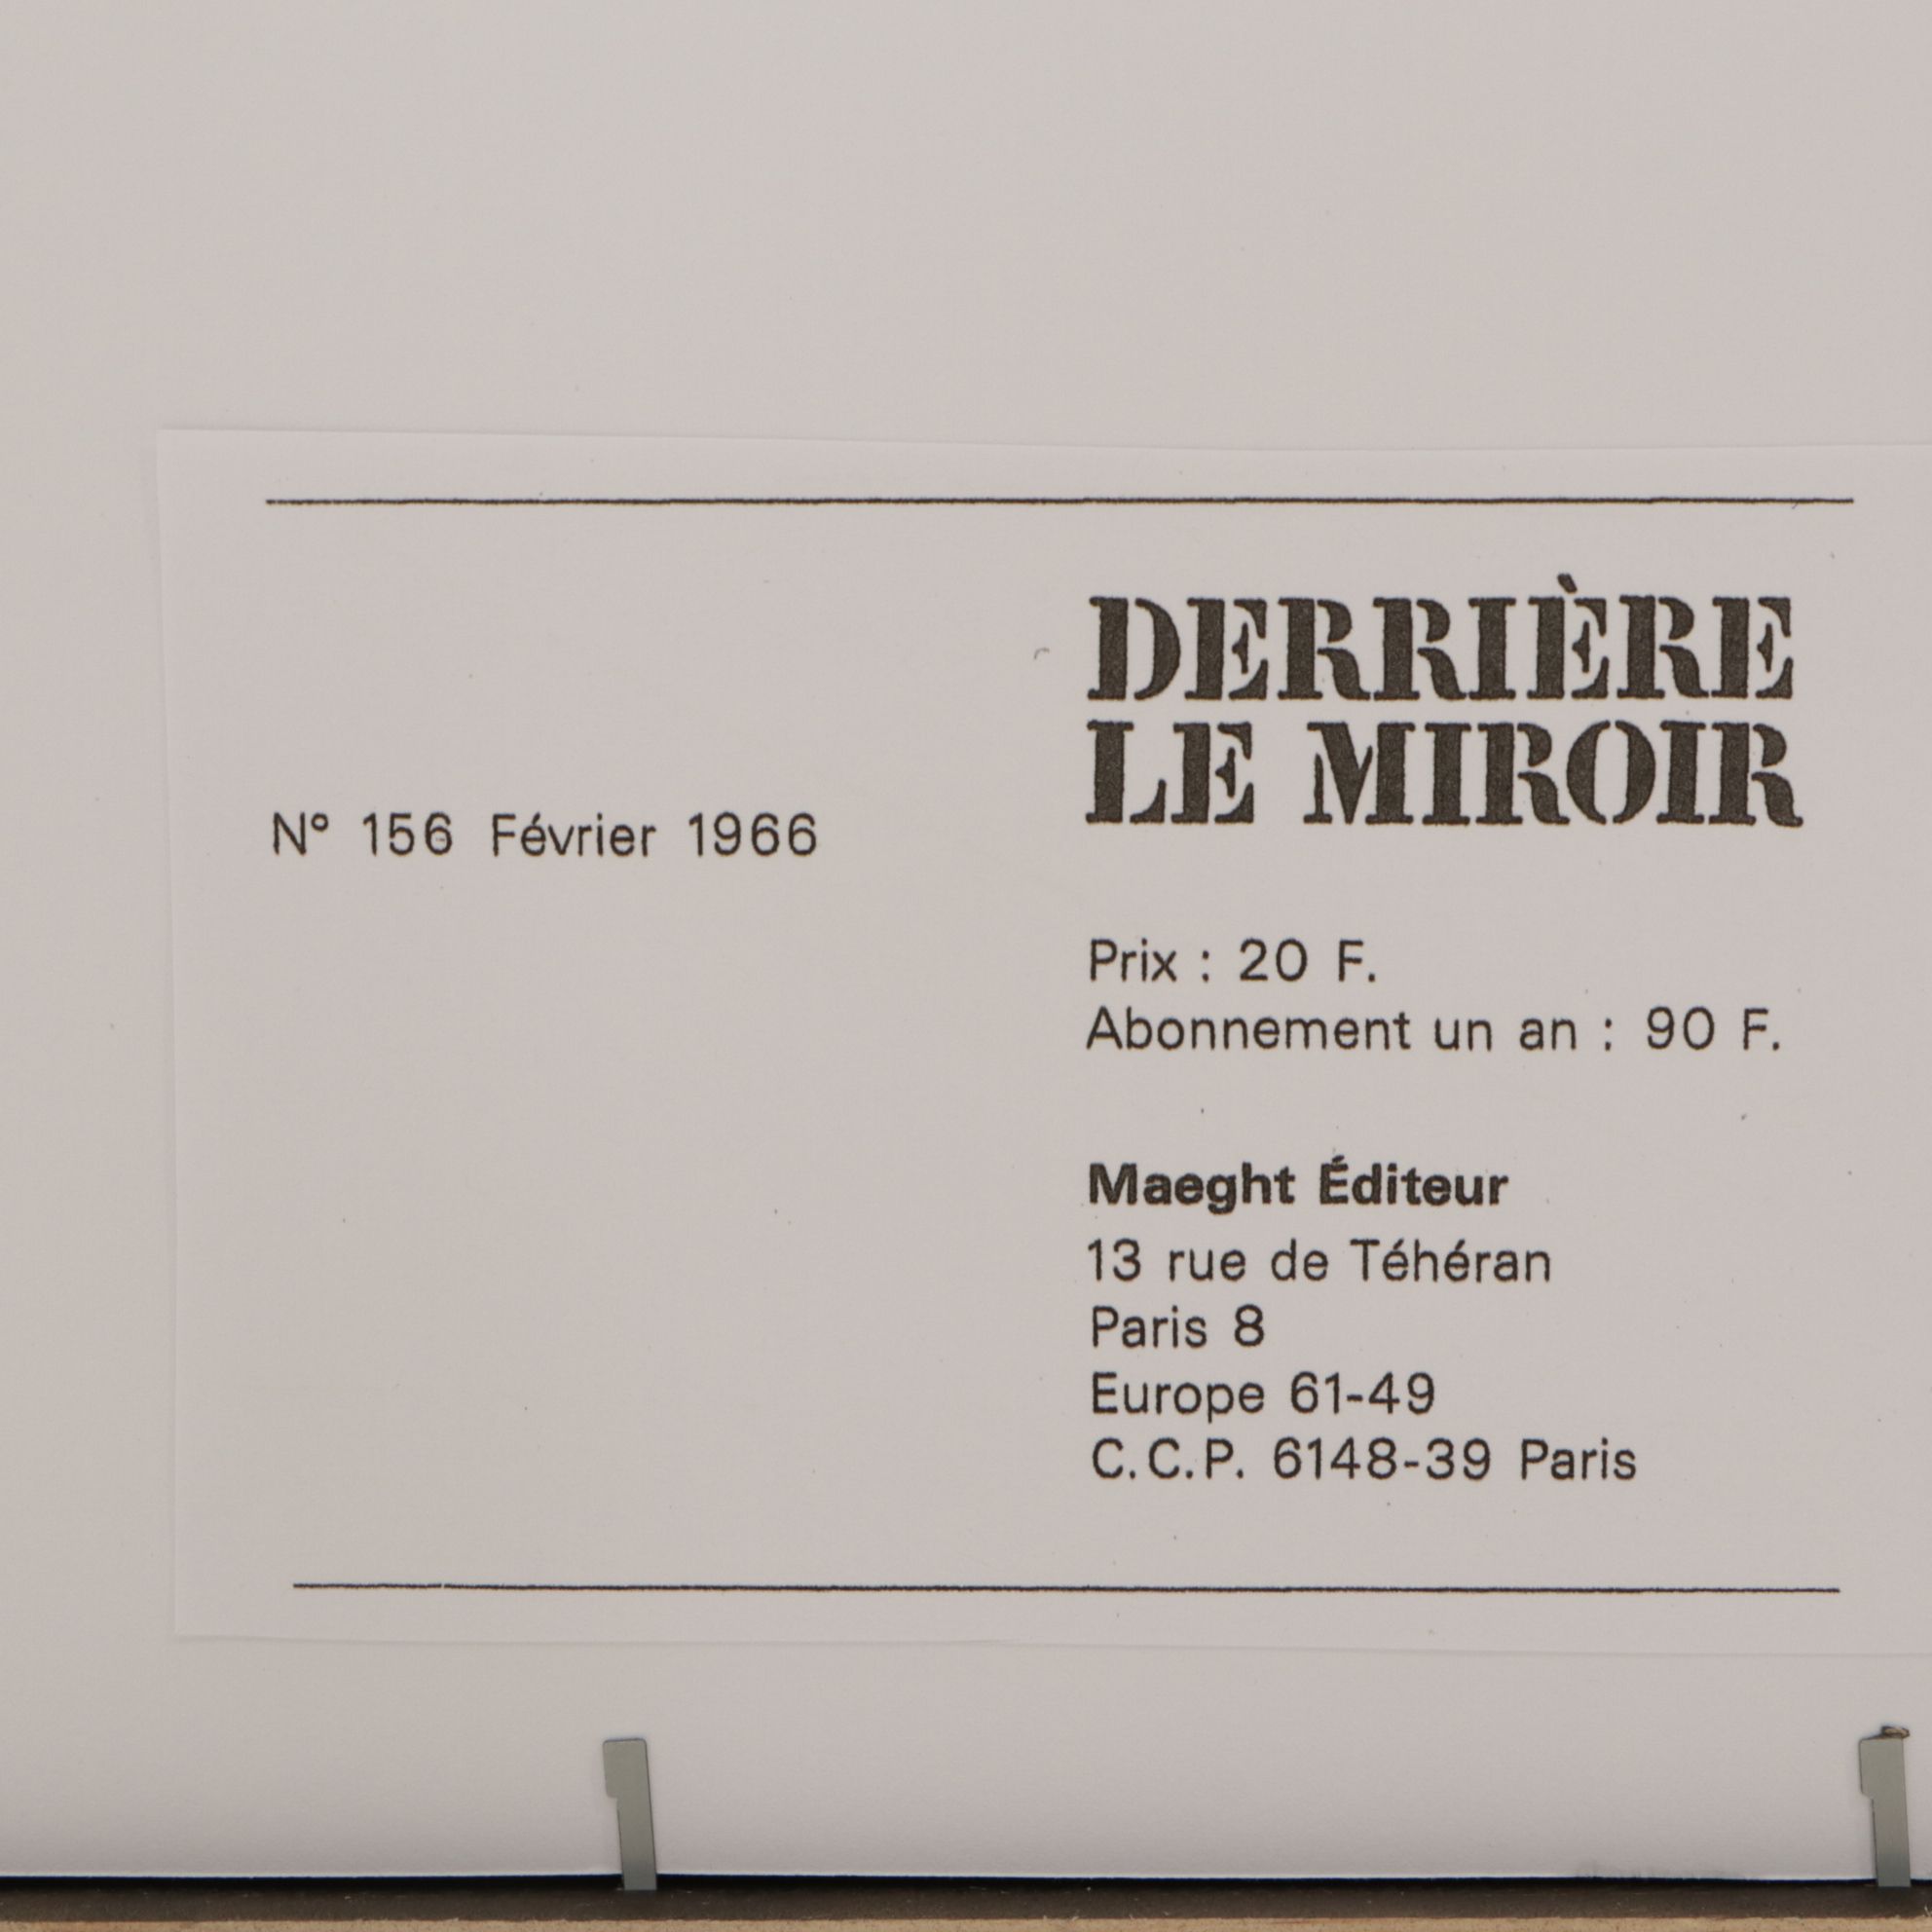 DERRIÈRE
LE MIROIR
N° 156 Février 1966
Prix : 20 F.
Abonnement un an : 90 F.
Maeght Éditeur
13 rue de Téhéran
Paris 8
Europe 61-49
C.C.P. 6148-39 Paris